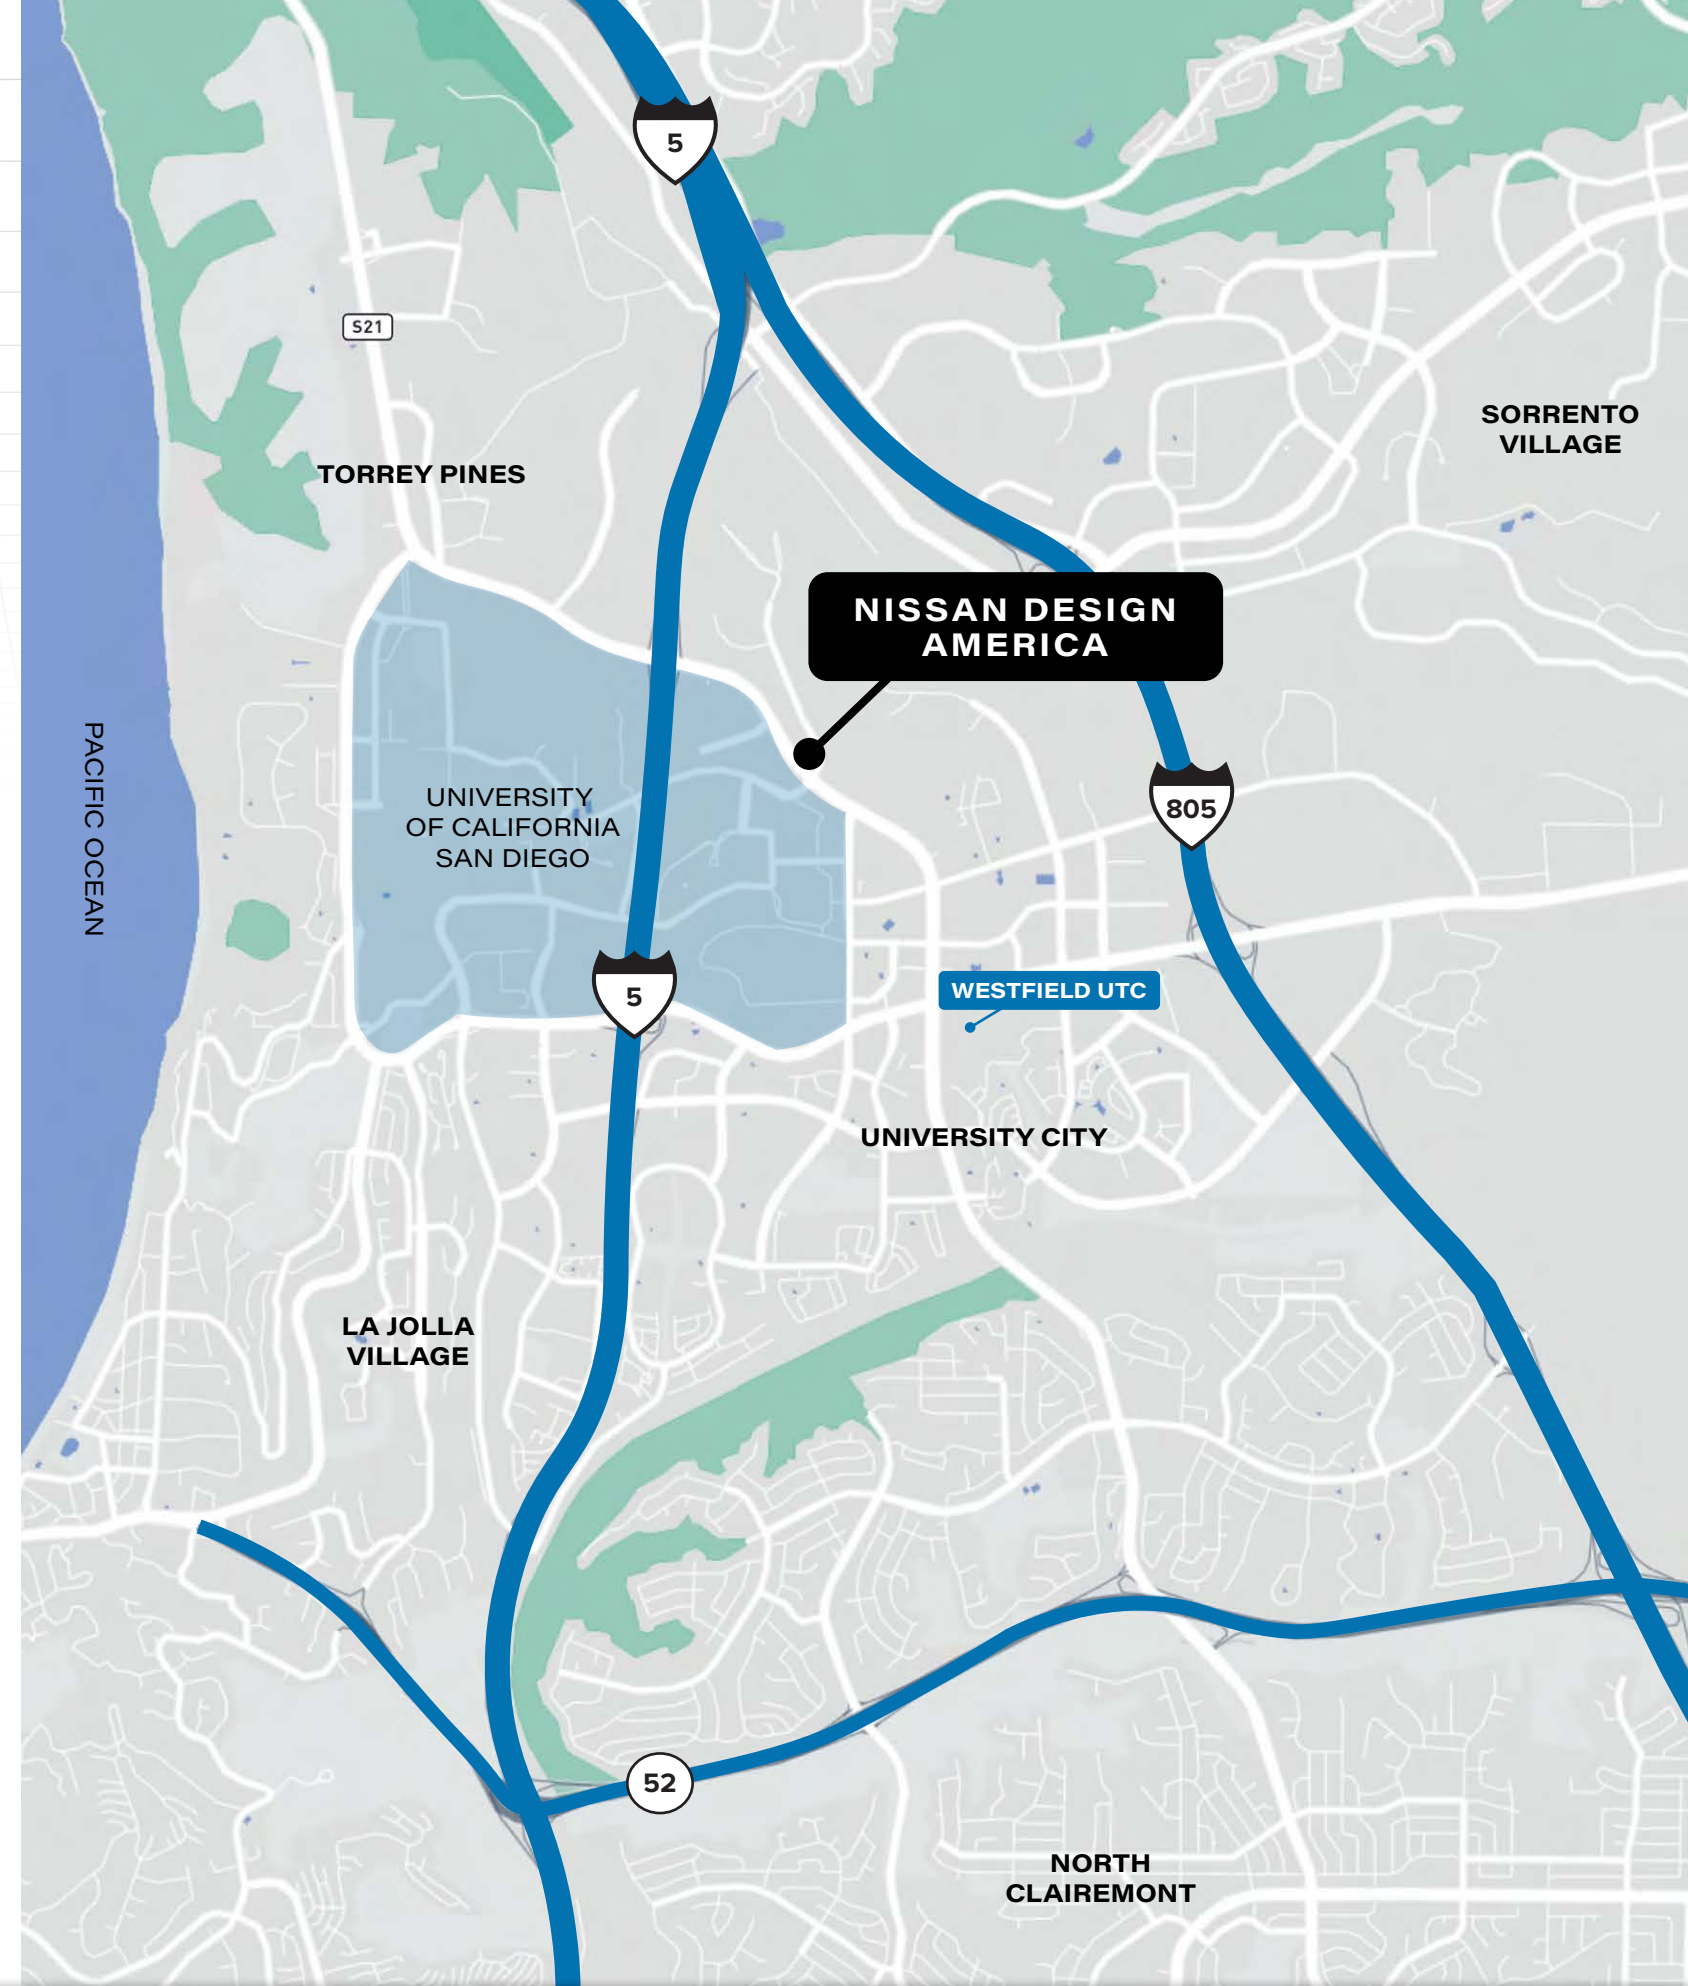 5
S21
SORRENTO
VILLAGE
TORREY PINES
NISSAN DESIGN
AMERICA
PACIFIC OCEAN
UNIVERSITY
OF CALIFORNIA
SAN DIEGO
805
5
WESTFIELD UTC
UNIVERSITY CITY
LA JOLLA
VILLAGE
52
NORTH
CLAIREMONT